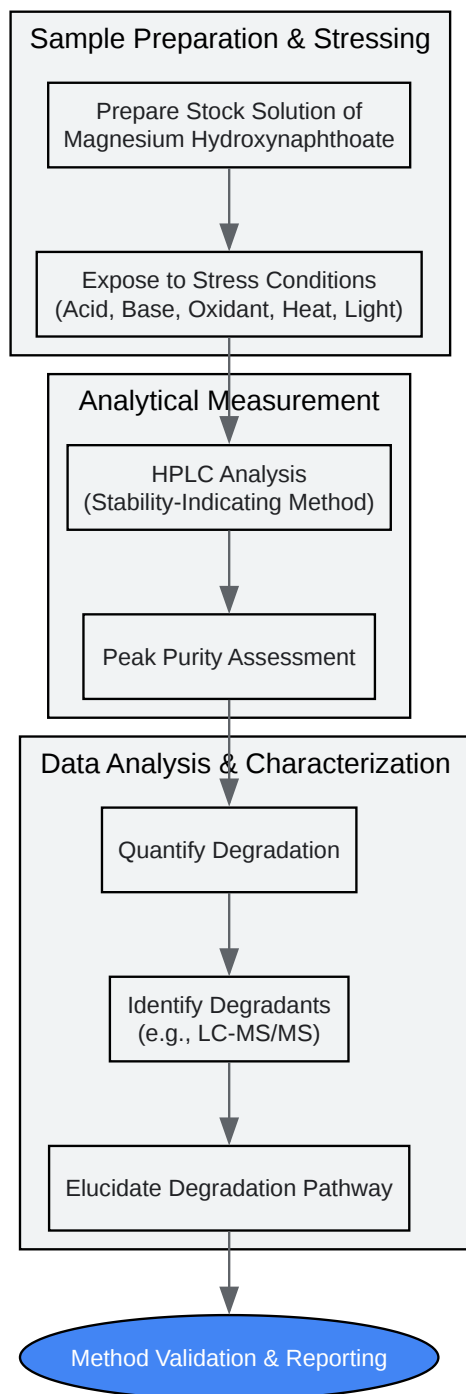 Sample Preparation & Stressing
Prepare Stock Solution of
Magnesium Hydroxynaphthoate
Expose to Stress Conditions
(Acid, Base, Oxidant, Heat, Light)
Analytical Measurement
HPLC Analysis
(Stability-Indicating Method)
Peak Purity Assessment
Data Analysis & Characterization
Quantify Degradation
Identify Degradants
(e.g., LC-MS/MS)
Elucidate Degradation Pathway
Method Validation & Reporting